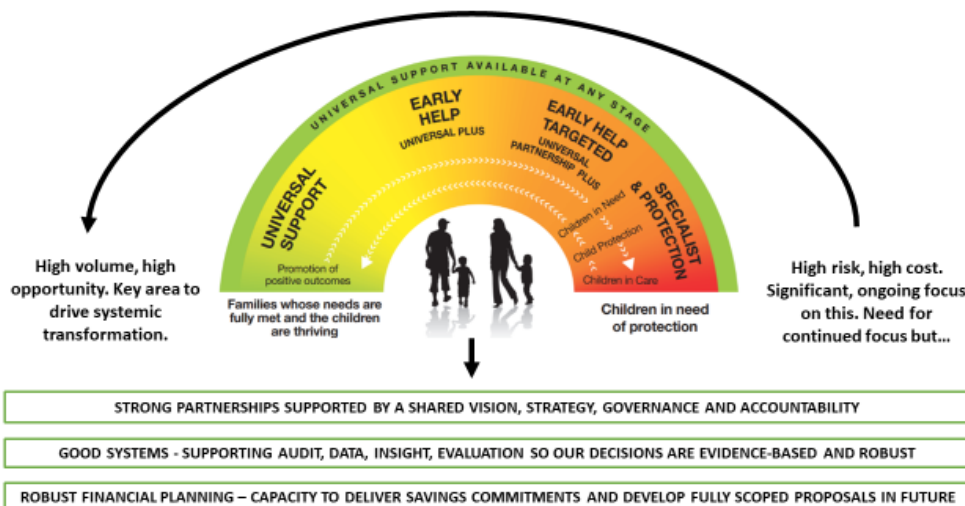 UNIVERSAL SUPPORT AVAILABLE AT ANY STAGE
EARLY
HELP
UNIVERSAL PLUS
EARLY HELP
TARGETED
UNIVERSAL
PARTNERSHIP PLUS
UNIVERSAL
SUPPORT
SPECIALIST
& PROTECTION
Children in Need
Child Protection
Children in Care
Promotion of
positive outcomes
High volume, high
opportunity. Key area to
drive systemic
transformation.
Families whose needs are
fully met and the children
are thriving
Children in need
of protection
High risk, high cost.
Significant, ongoing focus
on this. Need for
continued focus but...
STRONG PARTNERSHIPS SUPPORTED BY A SHARED VISION, STRATEGY, GOVERNANCE AND ACCOUNTABILITY
GOOD SYSTEMS - SUPPORTING AUDIT, DATA, INSIGHT, EVALUATION SO OUR DECISIONS ARE EVIDENCE-BASED AND ROBUST
ROBUST FINANCIAL PLANNING – CAPACITY TO DELIVER SAVINGS COMMITMENTS AND DEVELOP FULLY SCOPED PROPOSALS IN FUTURE